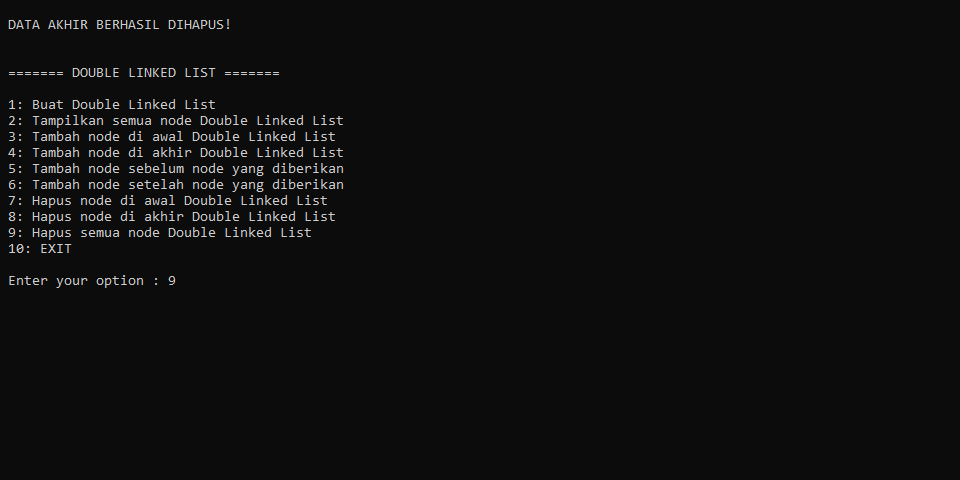 DATA AKHIR BERHASIL DIHAPUS!
======= DOUBLE LINKED LIST =======
1: Buat Double Linked List
2: Tampilkan semua node Double Linked List
3: Tambah node di awal Double Linked List
4: Tambah node di akhir Double Linked List
5: Tambah node sebelum node yang diberikan
6: Tambah node setelah node yang diberikan
7: Hapus node di awal Double Linked List
8: Hapus node di akhir Double Linked List
9: Hapus semua node Double Linked List
10: EXIT
Enter your option : 9